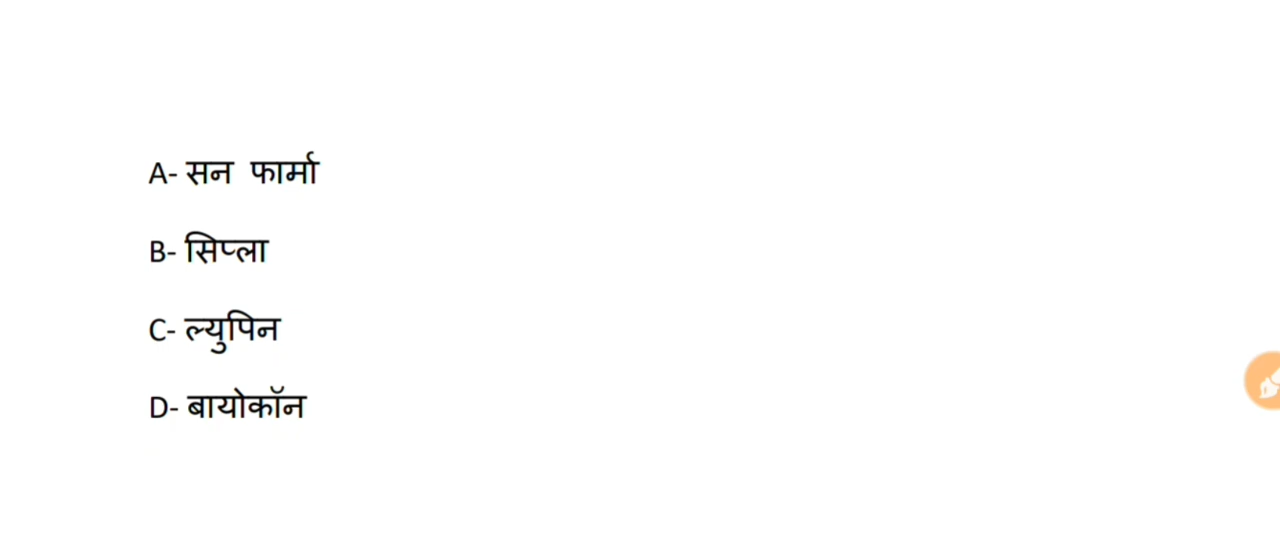 A- सन फार्मा
B- सिप्ला
C- ल्युपिन
D- बायोकॉन